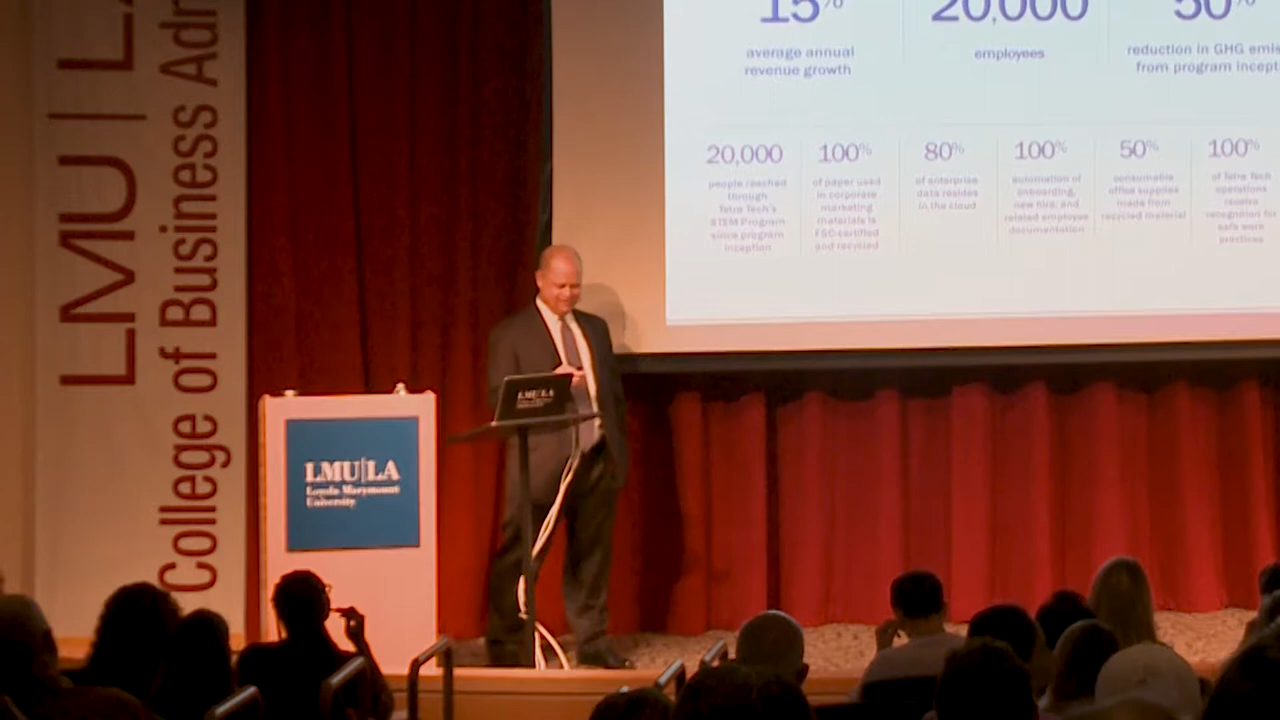 LMU | LA
College of Business Adm
15%
average annual
revenue growth
20,000
employees
50%
reduction in GHG emis
from program incept
20,000
people reached
through
Tetra Tech's
STEM Program
since program
inception
100%
of paper used
in corporate
marketing
materials is
FSC-certified
and recycled
80%
of enterprise
data resides
in the cloud
100%
automation of
onboarding,
new hire, and
related employee
documentation
50%
consumable
office supplies
made from
recycled material
100%
of Tetra Tech
operations
receive
recognition for
safe work
practices
LMU|LA
LMU|LA
Loyola Marymount
University